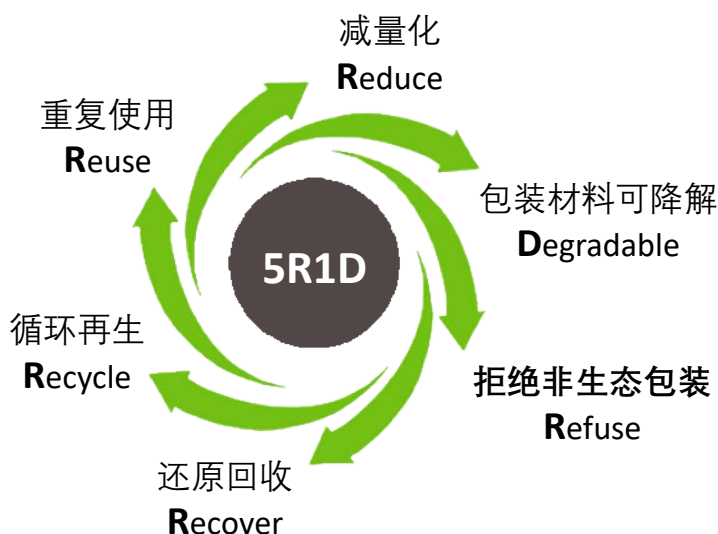 减量化
Reduce
重复使用
Reuse
包装材料可降解
Degradable
5R1D
循环再生
Recycle
拒绝非生态包装
Refuse
还原回收
Recover